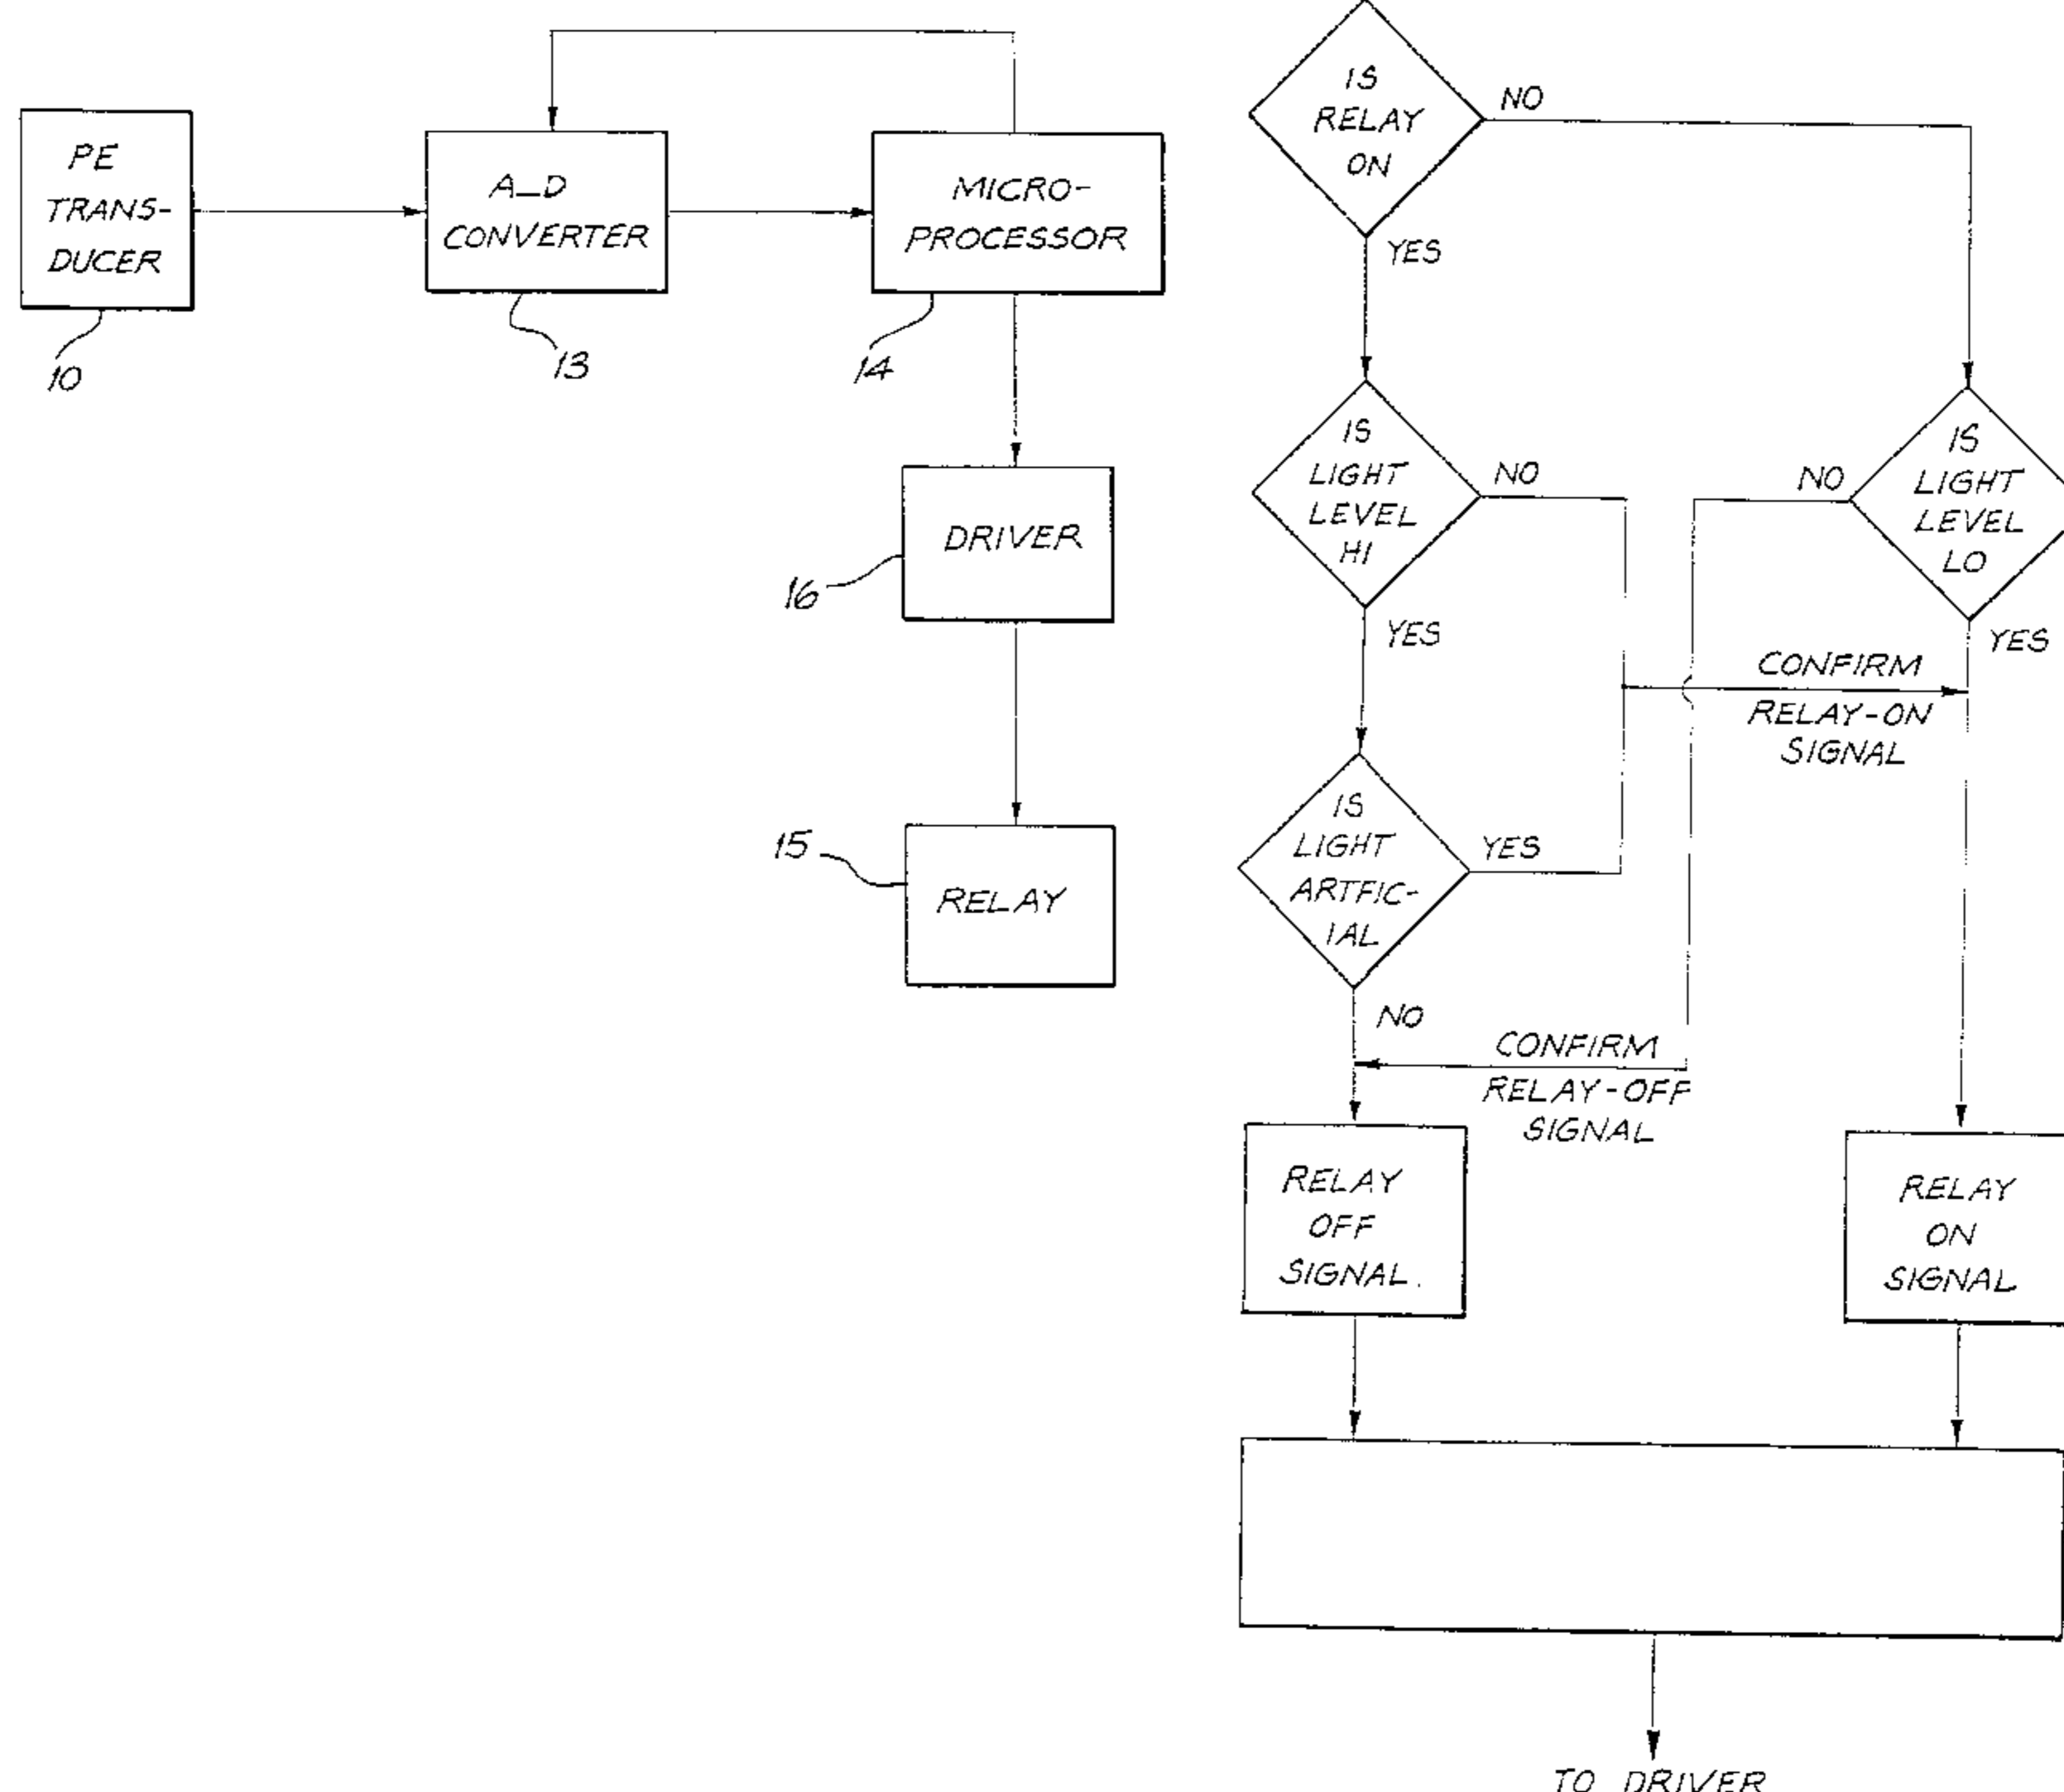 PE
TRANS-
DUCER
10
A_D
CONVERTER
13
MICRO-
PROCESSOR
14
DRIVER
16
RELAY
15
IS
RELAY
ON
NO
YES
IS
LIGHT
LEVEL
HI
NO
YES
IS
LIGHT
LEVEL
LO
NO
YES
CONFIRM
RELAY-ON
SIGNAL
IS
LIGHT
ARTFIC-
IAL
YES
NO
CONFIRM
RELAY-OFF
SIGNAL
RELAY
OFF
SIGNAL.
RELAY
ON
SIGNAL
TO DRIVER